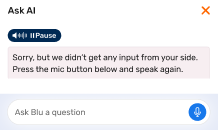 Ask AI
Pause
Sorry, but we didn't get any input from your side.
Press the mic button below and speak again.
Ask Blu a question